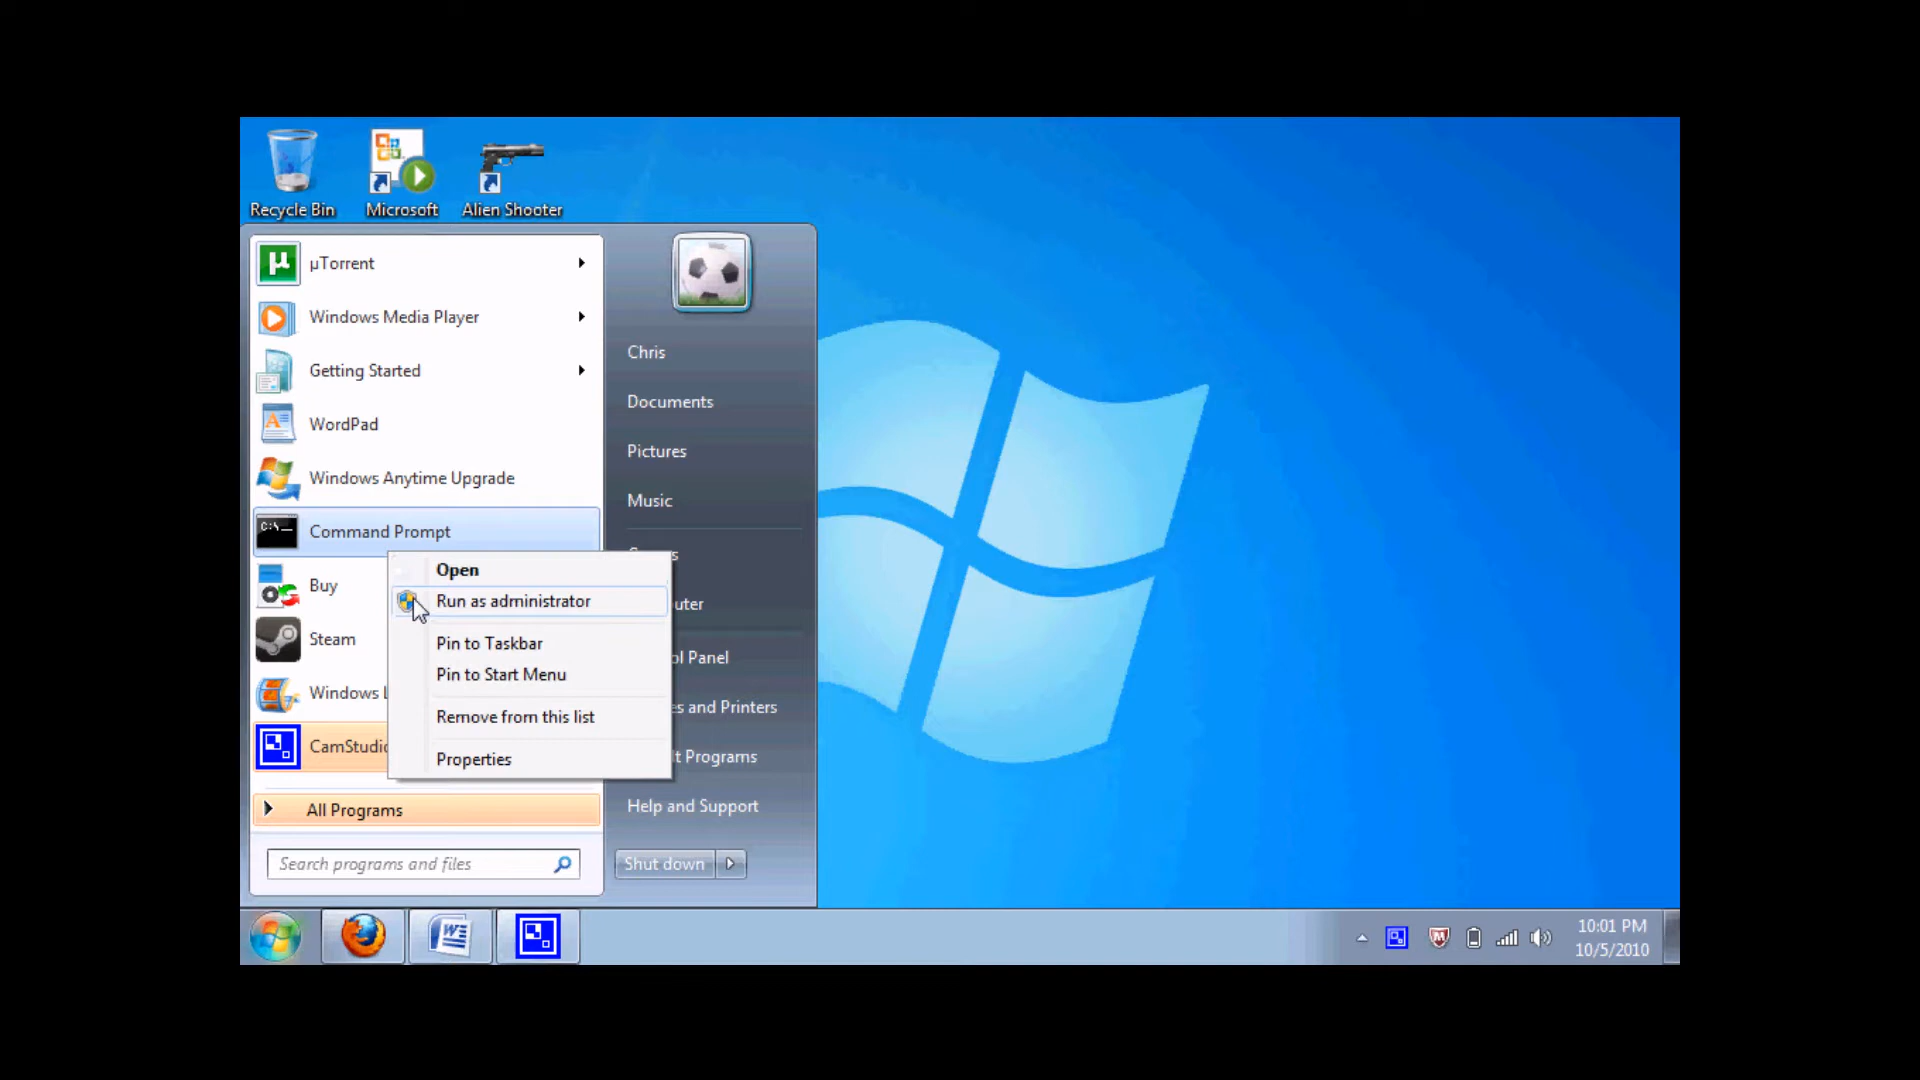 Recycle Bin
Microsoft
Alien Shooter
µ
µTorrent
Windows Media Player
Getting Started
WordPad
Windows Anytime Upgrade
C:\_
Command Prompt
Buy
Steam
Windows L
CamStudio
All Programs
Search programs and files
Open
Run as administrator
Pin to Taskbar
Pin to Start Menu
Remove from this list
Properties
Chris
Documents
Pictures
Music
uter
ol Panel
es and Printers
lt Programs
Help and Support
Shut down
10:01 PM
10/5/2010